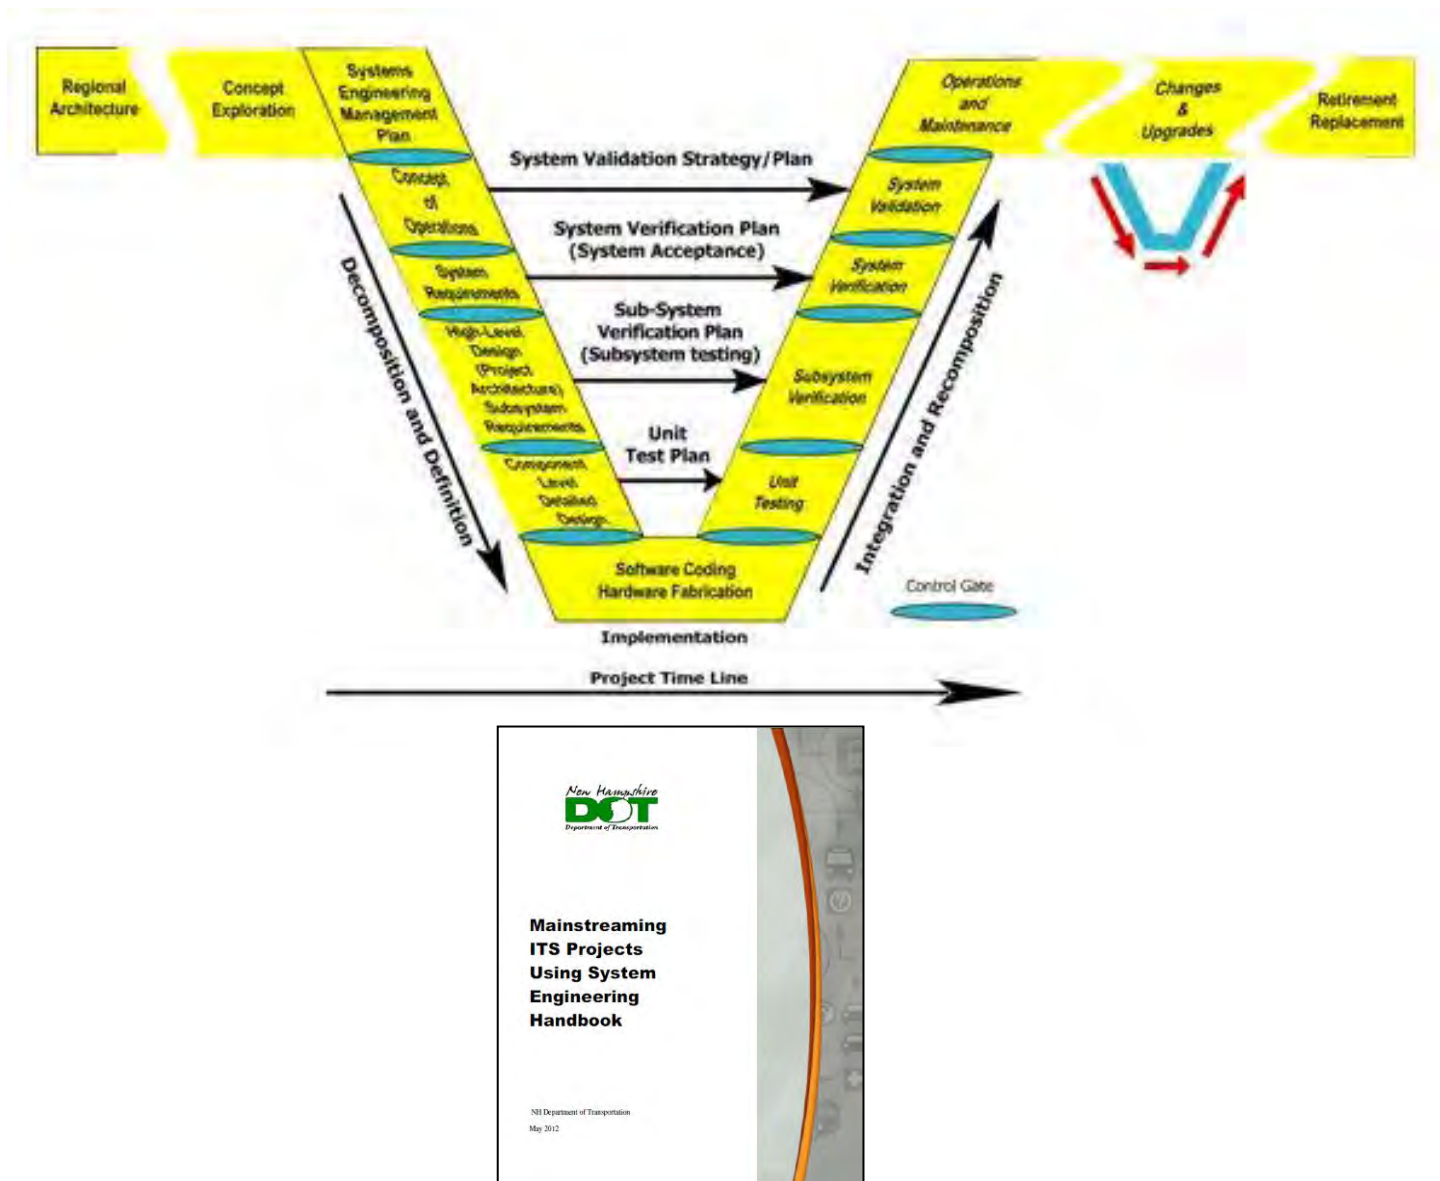 Regional
Architecture
Concept
Exploration
Systems
Engineering
Management
Plan
Concept
of
Operations
System
Requirements
High-Level
Design
(Project
Architecture)
Subsystem
Requirements
Component
Level
Detailed
Design
Software Coding
Hardware Fabrication
Implementation
Project Time Line
Decomposition and Definition
System Validation Strategy/Plan
System Verification Plan
(System Acceptance)
Sub-System
Verification Plan
(Subsystem testing)
Unit
Test Plan
Operations
and
Maintenance
System
Validation
System
Verification
Subsystem
Verification
Unit
Testing
Integration and Recomposition
Changes
&
Upgrades
Retirement
Replacement
Control Gate
New Hampshire
DOT
Department of Transportation
Mainstreaming
ITS Projects
Using System
Engineering
Handbook
NH Department of Transportation
May 2012